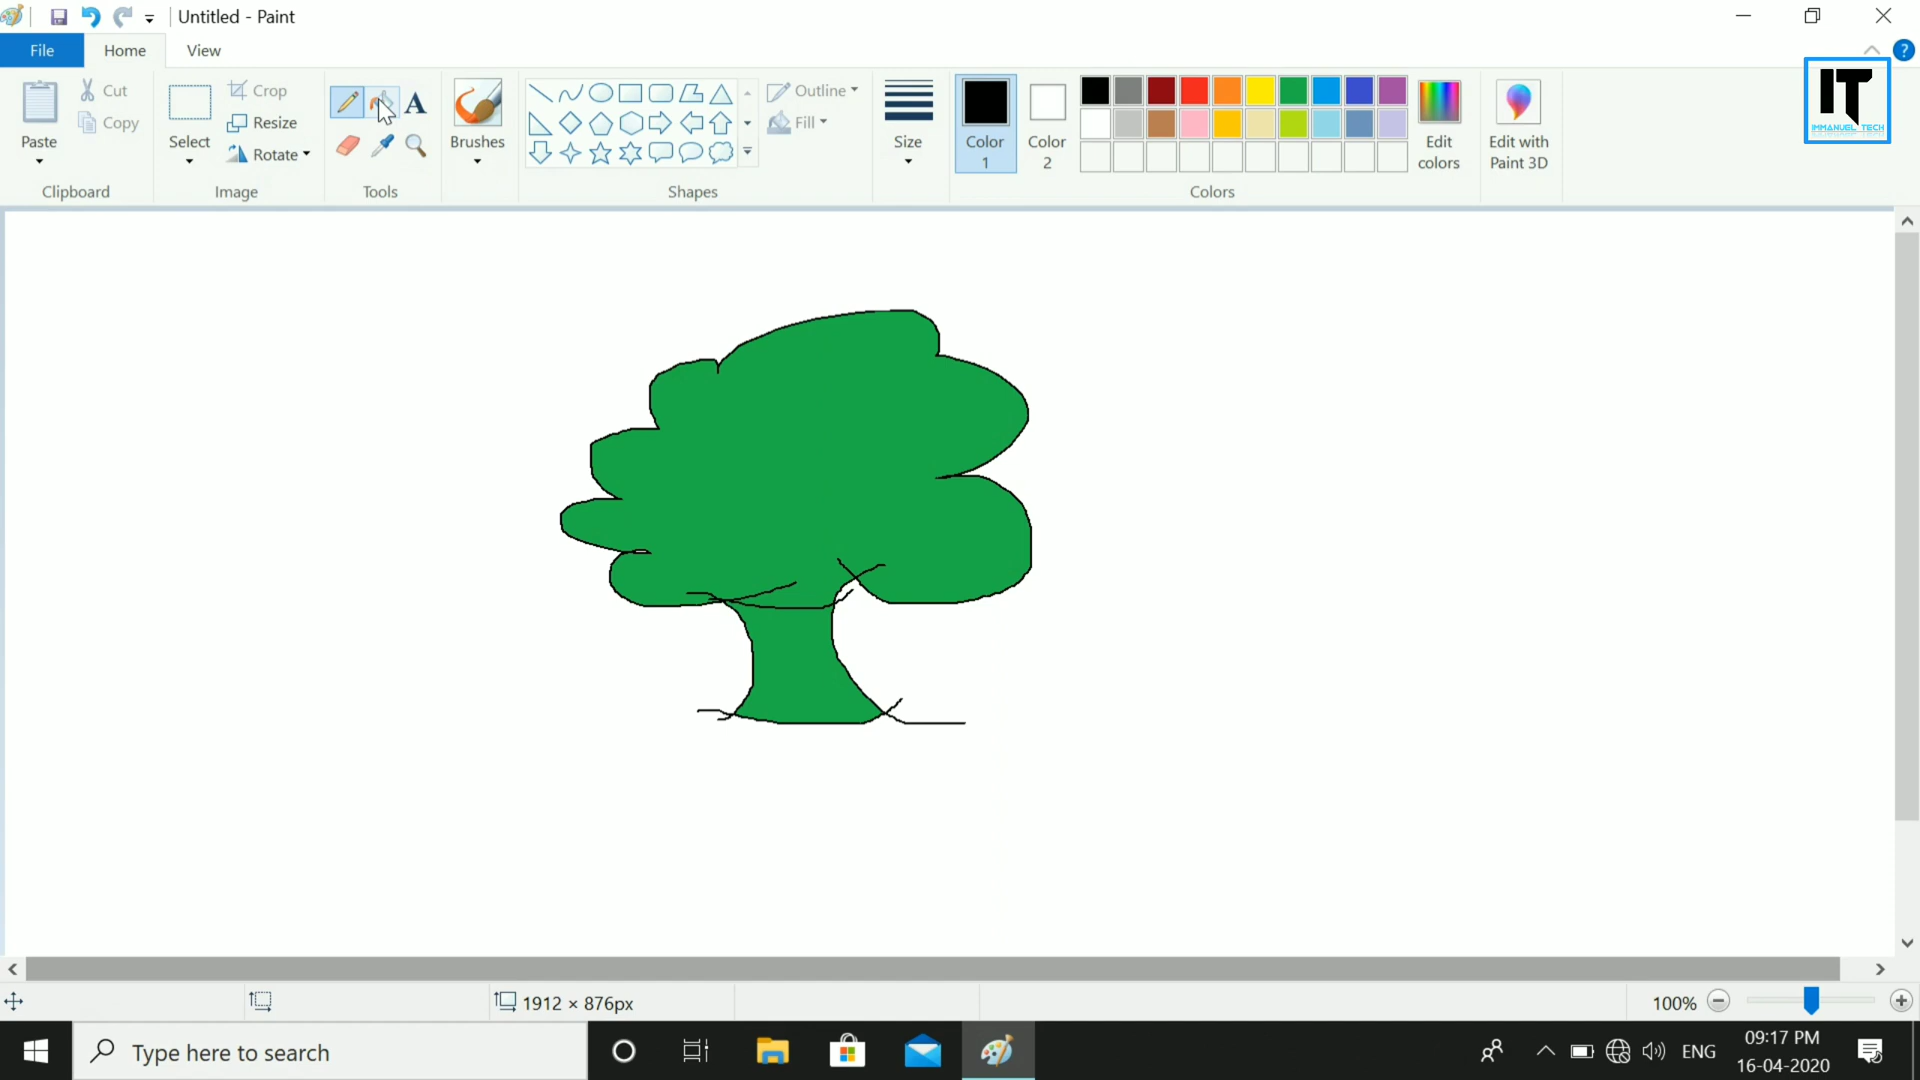 Untitled - Paint
File Home View
Paste Cut Copy
Select Crop Resize Rotate
A
Brushes
Outline Fill
Size
Color 1 Color 2
Edit colors
Edit with Paint 3D
Clipboard Image Tools Shapes Colors
?
IT
IMMANUEL TECH
1912 × 876px
100%
Type here to search
ENG
09:17 PM
16-04-2020